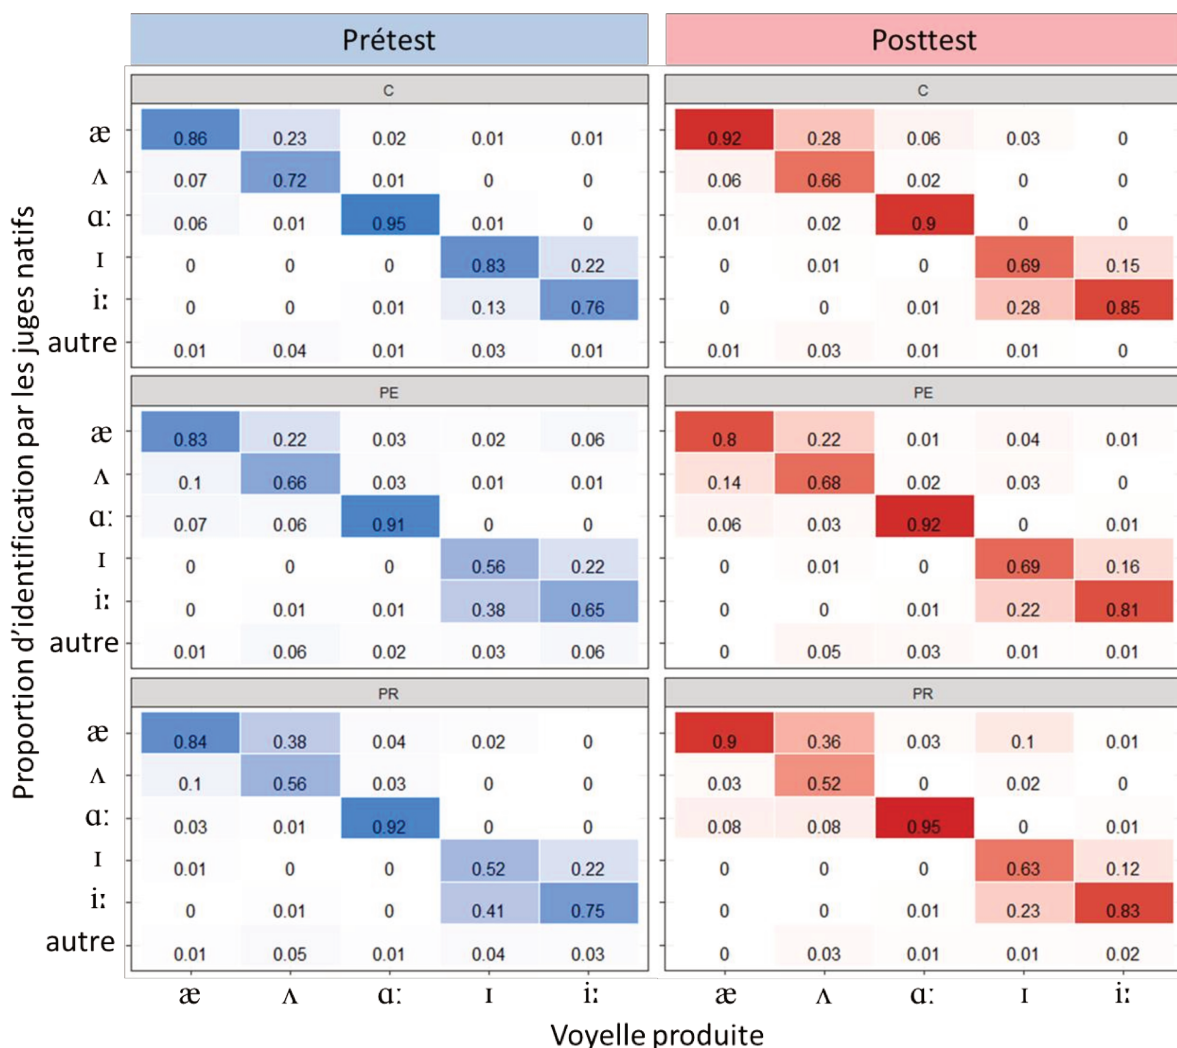 Prétest Posttest
C C
æ 0.86 0.23 0.02 0.01 0.01 0.92 0.28 0.06 0.03 0
ʌ 0.07 0.72 0.01 0 0 0.06 0.66 0.02 0 0
ɑː 0.06 0.01 0.95 0.01 0 0.01 0.02 0.9 0 0
ɪ 0 0 0 0.83 0.22 0 0.01 0 0.69 0.15
iː 0 0 0.01 0.13 0.76 0 0 0.01 0.28 0.85
autre 0.01 0.04 0.01 0.03 0.01 0.01 0.03 0.01 0.01 0
PE PE
æ 0.83 0.22 0.03 0.02 0.06 0.8 0.22 0.01 0.04 0.01
ʌ 0.1 0.66 0.03 0.01 0.01 0.14 0.68 0.02 0.03 0
ɑː 0.07 0.06 0.91 0 0 0.06 0.03 0.92 0 0.01
ɪ 0 0 0 0.56 0.22 0 0.01 0 0.69 0.16
iː 0 0.01 0.01 0.38 0.65 0 0 0.01 0.22 0.81
autre 0.01 0.06 0.02 0.03 0.06 0 0.05 0.03 0.01 0.01
PR PR
æ 0.84 0.38 0.04 0.02 0 0.9 0.36 0.03 0.1 0.01
ʌ 0.1 0.56 0.03 0 0 0.03 0.52 0 0.02 0
ɑː 0.03 0.01 0.92 0 0 0.08 0.08 0.95 0 0.01
ɪ 0.01 0 0 0.52 0.22 0 0 0 0.63 0.12
iː 0 0.01 0 0.41 0.75 0 0 0.01 0.23 0.83
autre 0.01 0.05 0.01 0.04 0.03 0 0.03 0.01 0.01 0.02
æ ʌ ɑː ɪ iː æ ʌ ɑː ɪ iː
Voyelle produite
Proportion d'identification par les juges natifs